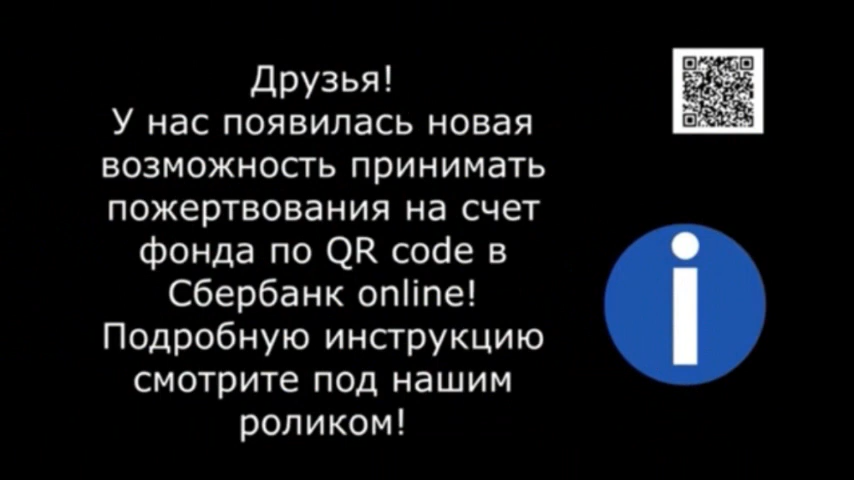 Друзья!
У нас появилась новая
возможность принимать
пожертвования на счет
фонда по QR code в
Сбербанк online!
Подробную инструкцию
смотрите под нашим
роликом!
i